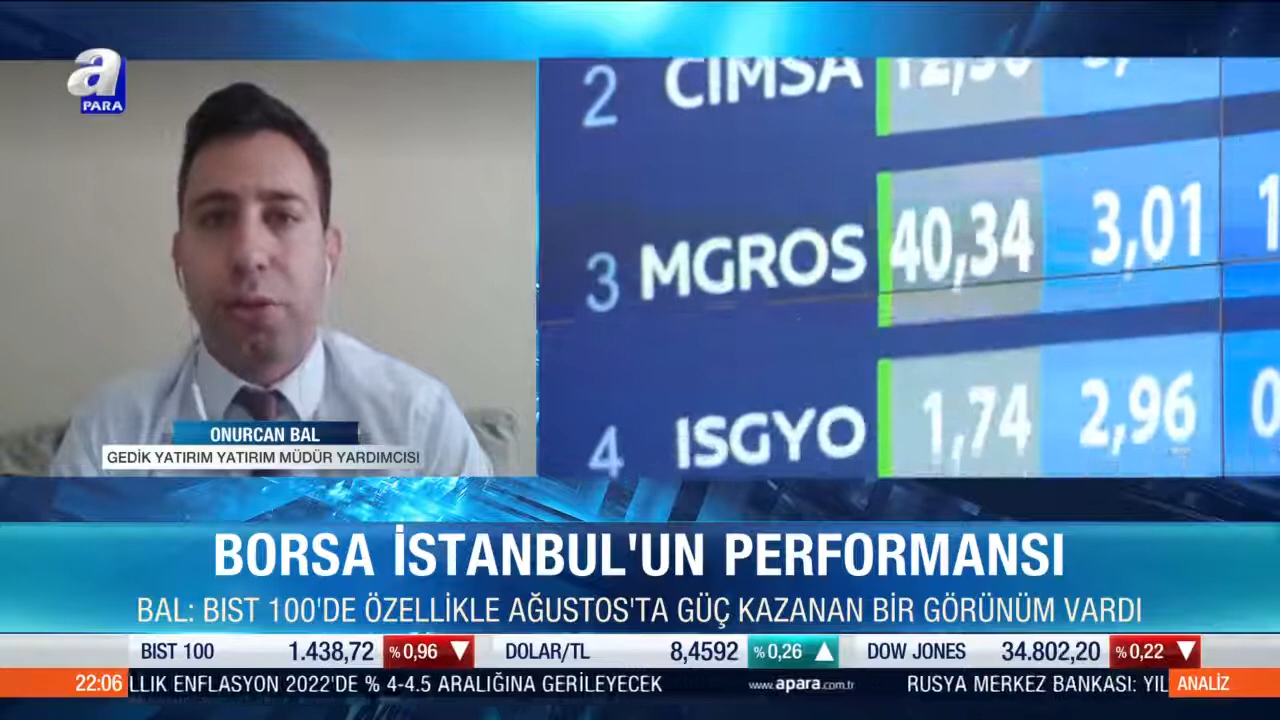 a
PARA
2 CIMSA
3 MGROS 40,34 3,01
4 ISGYO 1,74 2,96
ONURCAN BAL
GEDİK YATIRIM YATIRIM MÜDÜR YARDIMCISI
BORSA İSTANBUL'UN PERFORMANSI
BAL: BIST 100'DE ÖZELLİKLE AĞUSTOS'TA GÜÇ KAZANAN BİR GÖRÜNÜM VARDI
BIST 100 1.438,72 %0,96 DOLAR/TL 8,4592 %0,26 DOW JONES 34.802,20 %0,22
22:06 LLIK ENFLASYON 2022'DE % 4-4.5 ARALIĞINA GERİLEYECEK www.apara.com.tr RUSYA MERKEZ BANKASI: YIL ANALİZ